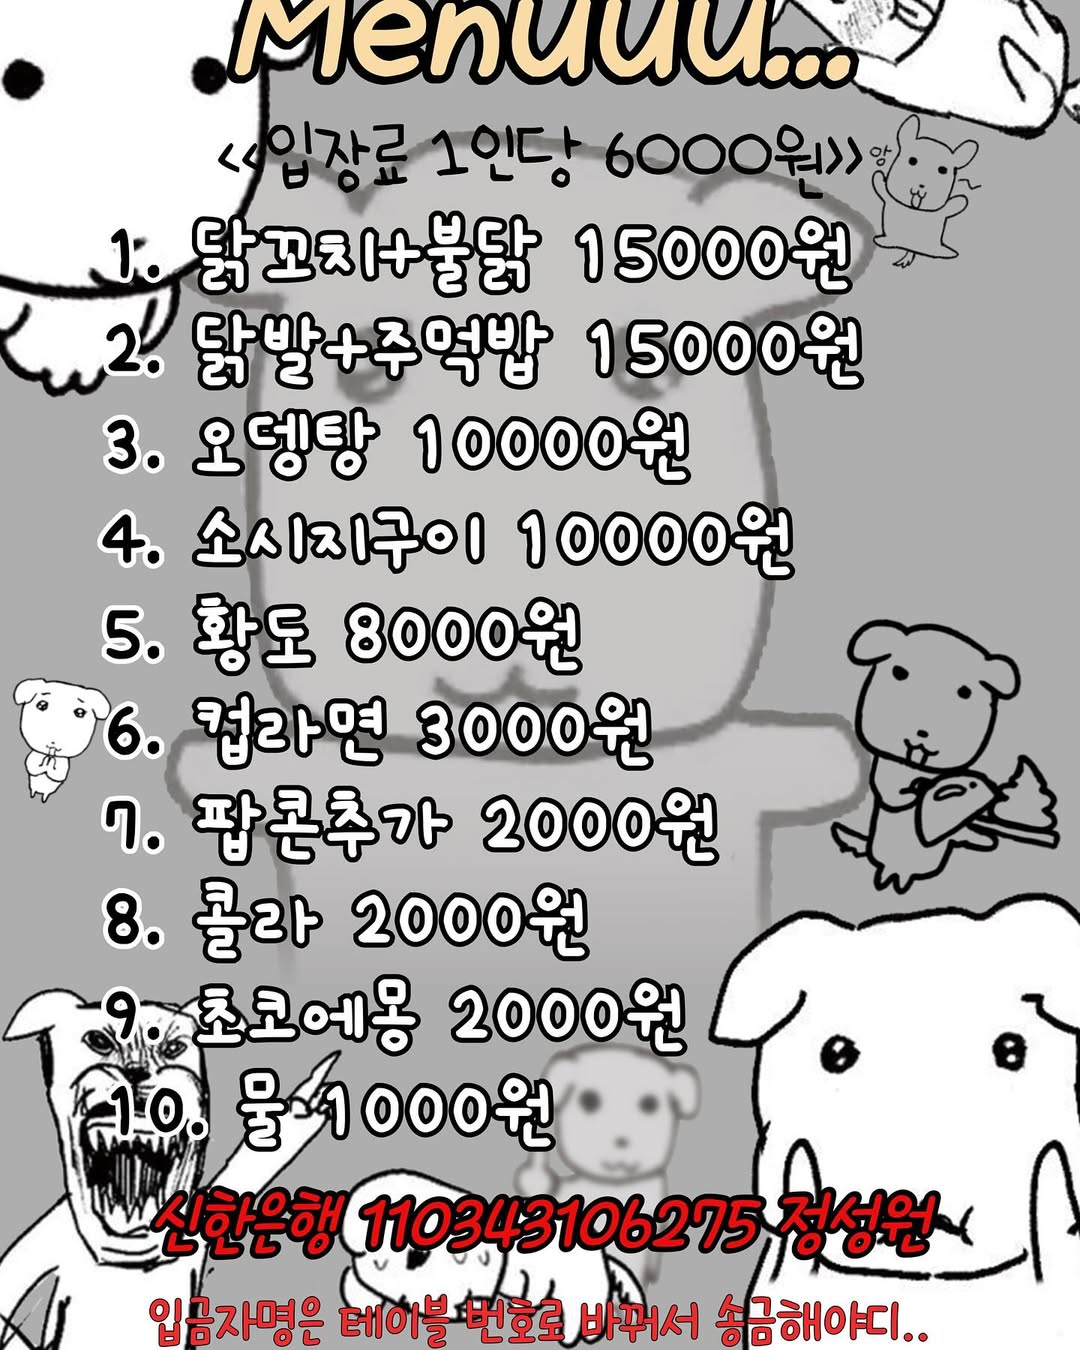 Menuuu...
<<입장료 1인당 6000원>>
앙
1. 닭꼬치+불닭 15000원
2. 닭발+주먹밥 15000원
3. 오뎅탕 10000원
4. 소시지구이 10000원
5. 황도 8000원
6. 컵라면 3000원
7. 팝콘추가 2000원
8. 콜라 2000원
9. 초코에몽 2000원
10. 물 1000원
신한은행 110343106275 정성원
입금자명은 테이블 번호로 바꿔서 송금해야디..